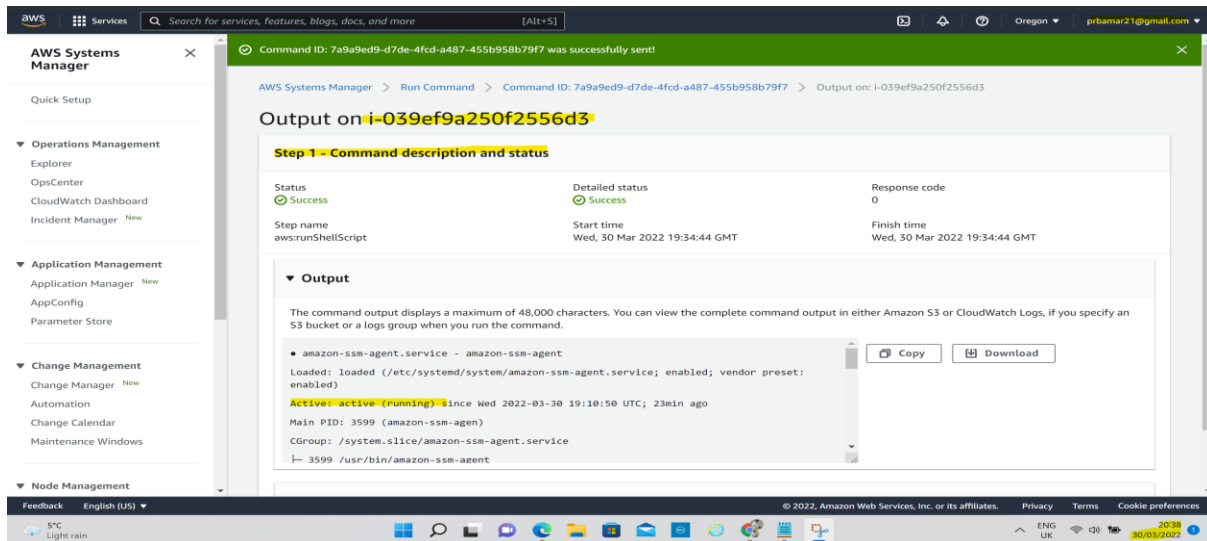 aws Services Search for services, features, blogs, docs, and more [Alt+S] Oregon ▼ prbamar21@gmail.com ▼
AWS Systems Manager
Quick Setup
▼ Operations Management
Explorer
OpsCenter
CloudWatch Dashboard
Incident Manager New
▼ Application Management
Application Manager New
AppConfig
Parameter Store
▼ Change Management
Change Manager New
Automation
Change Calendar
Maintenance Windows
▼ Node Management
Command ID: 7a9a9ed9-d7de-4fcd-a487-455b958b79f7 was successfully sent!
AWS Systems Manager > Run Command > Command ID: 7a9a9ed9-d7de-4fcd-a487-455b958b79f7 > Output on: i-039ef9a250f2556d3
Output on i-039ef9a250f2556d3
Step 1 - Command description and status
Status Detailed status Response code
Success Success 0
Step name Start time Finish time
aws:runShellScript Wed, 30 Mar 2022 19:34:44 GMT Wed, 30 Mar 2022 19:34:44 GMT
▼ Output
The command output displays a maximum of 48,000 characters. You can view the complete command output in either Amazon S3 or CloudWatch Logs, if you specify an
S3 bucket or a logs group when you run the command.
● amazon-ssm-agent.service - amazon-ssm-agent
Loaded: loaded (/etc/systemd/system/amazon-ssm-agent.service; enabled; vendor preset:
enabled)
Active: active (running) since Wed 2022-03-30 19:10:50 UTC; 23min ago
Main PID: 3599 (amazon-ssm-agen)
CGroup: /system.slice/amazon-ssm-agent.service
├─ 3599 /usr/bin/amazon-ssm-agent
Copy Download
Feedback English (US) ▼ © 2022, Amazon Web Services, Inc. or its affiliates. Privacy Terms Cookie preferences
5°C
Light rain
ENG
UK
20:38
30/03/2022
1